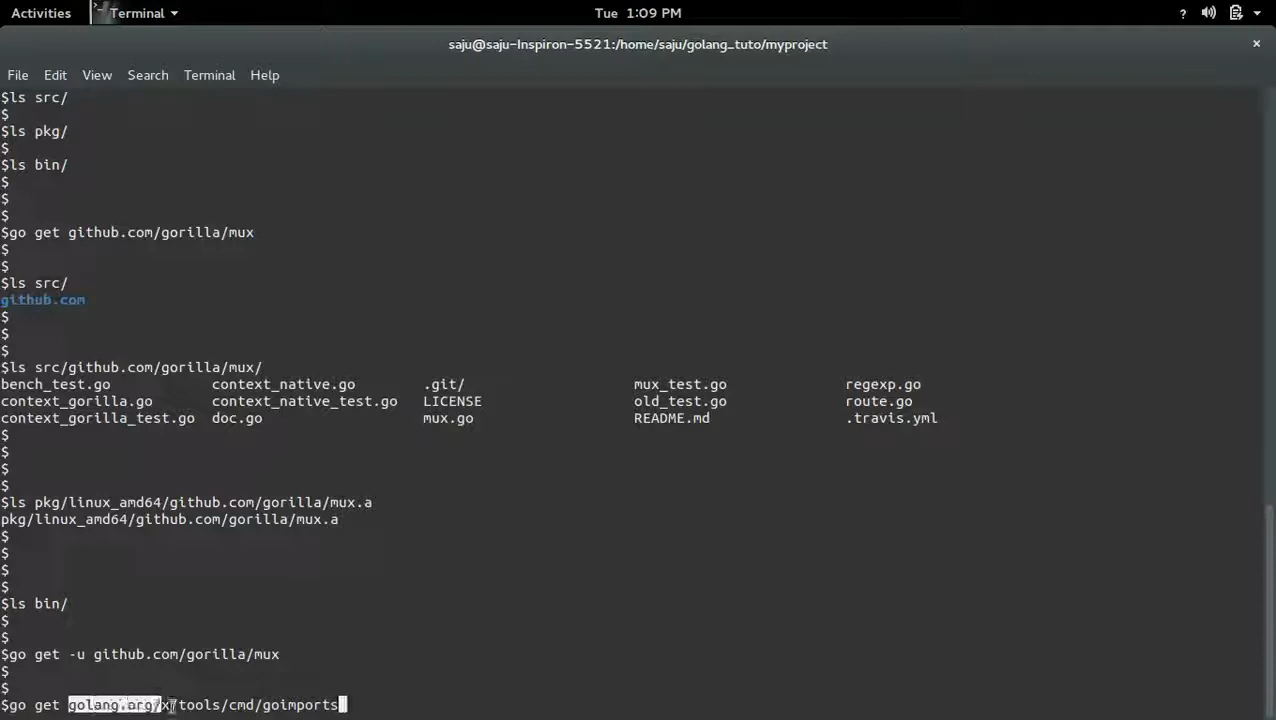 Activities Terminal Tue 1:09 PM ?
saju@saju-Inspiron-5521:/home/saju/golang_tuto/myproject ×
File Edit View Search Terminal Help
$ls src/
$
$ls pkg/
$
$ls bin/
$
$
$
$go get github.com/gorilla/mux
$
$
$ls src/
github.com
$
$
$
$ls src/github.com/gorilla/mux/
bench_test.go context_native.go .git/ mux_test.go regexp.go
context_gorilla.go context_native_test.go LICENSE old_test.go route.go
context_gorilla_test.go doc.go mux.go README.md .travis.yml
$
$
$
$
$ls pkg/linux_amd64/github.com/gorilla/mux.a
pkg/linux_amd64/github.com/gorilla/mux.a
$
$
$
$
$ls bin/
$
$
$go get -u github.com/gorilla/mux
$
$
$go get golang.org/x/tools/cmd/goimports